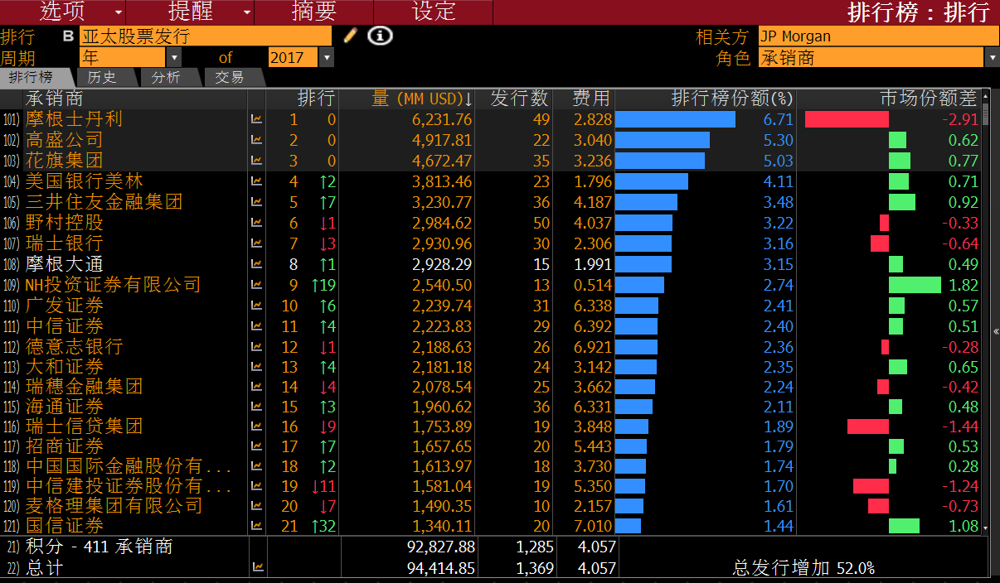 选项 提醒 摘要 设定 排行榜：排行
排行 B 亚太股票发行 相关方 JP Morgan
周期 年 of 2017 角色 承销商
排行榜 历史 分析 交易
承销商 排行 量 (MM USD)↓ 发行数 费用 排行榜份额(%) 市场份额差
101) 摩根士丹利 1 0 6,231.76 49 2.828 6.71 -2.91
102) 高盛公司 2 0 4,917.81 22 3.040 5.30 0.62
103) 花旗集团 3 0 4,672.47 35 3.236 5.03 0.77
104) 美国银行美林 4 ↑2 3,813.46 23 1.796 4.11 0.71
105) 三井住友金融集团 5 ↑7 3,230.77 36 4.187 3.48 0.92
106) 野村控股 6 ↓1 2,984.62 50 4.037 3.22 -0.33
107) 瑞士银行 7 ↓3 2,930.96 30 2.306 3.16 -0.64
108) 摩根大通 8 ↑1 2,928.29 15 1.991 3.15 0.49
109) NH投资证券有限公司 9 ↑19 2,540.50 13 0.514 2.74 1.82
110) 广发证券 10 ↑6 2,239.74 31 6.338 2.41 0.57
111) 中信证券 11 ↑4 2,223.83 29 6.392 2.40 0.51
112) 德意志银行 12 ↓1 2,188.63 26 6.921 2.36 -0.28
113) 大和证券 13 ↑4 2,181.18 24 3.142 2.35 0.65
114) 瑞穗金融集团 14 ↓4 2,078.54 25 3.662 2.24 -0.42
115) 海通证券 15 ↑3 1,960.62 36 6.331 2.11 0.48
116) 瑞士信贷集团 16 ↓9 1,753.89 19 3.848 1.89 -1.44
117) 招商证券 17 ↑7 1,657.65 20 5.443 1.79 0.53
118) 中国国际金融股份有... 18 ↑2 1,613.97 18 3.730 1.74 0.28
119) 中信建投证券股份有... 19 ↓11 1,581.04 19 5.350 1.70 -1.24
120) 麦格理集团有限公司 20 ↓7 1,490.35 10 2.157 1.61 -0.73
121) 国信证券 21 ↑32 1,340.11 20 7.010 1.44 1.08
21) 积分 - 411 承销商 92,827.88 1,285 4.057
22) 总计 94,414.85 1,369 4.057 总发行增加 52.0%